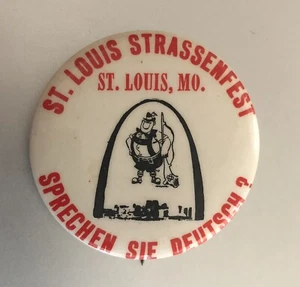 ST. LOUIS STRASSENFEST
ST. LOUIS, MO.
SPRECHEN SIE DEUTSCH?